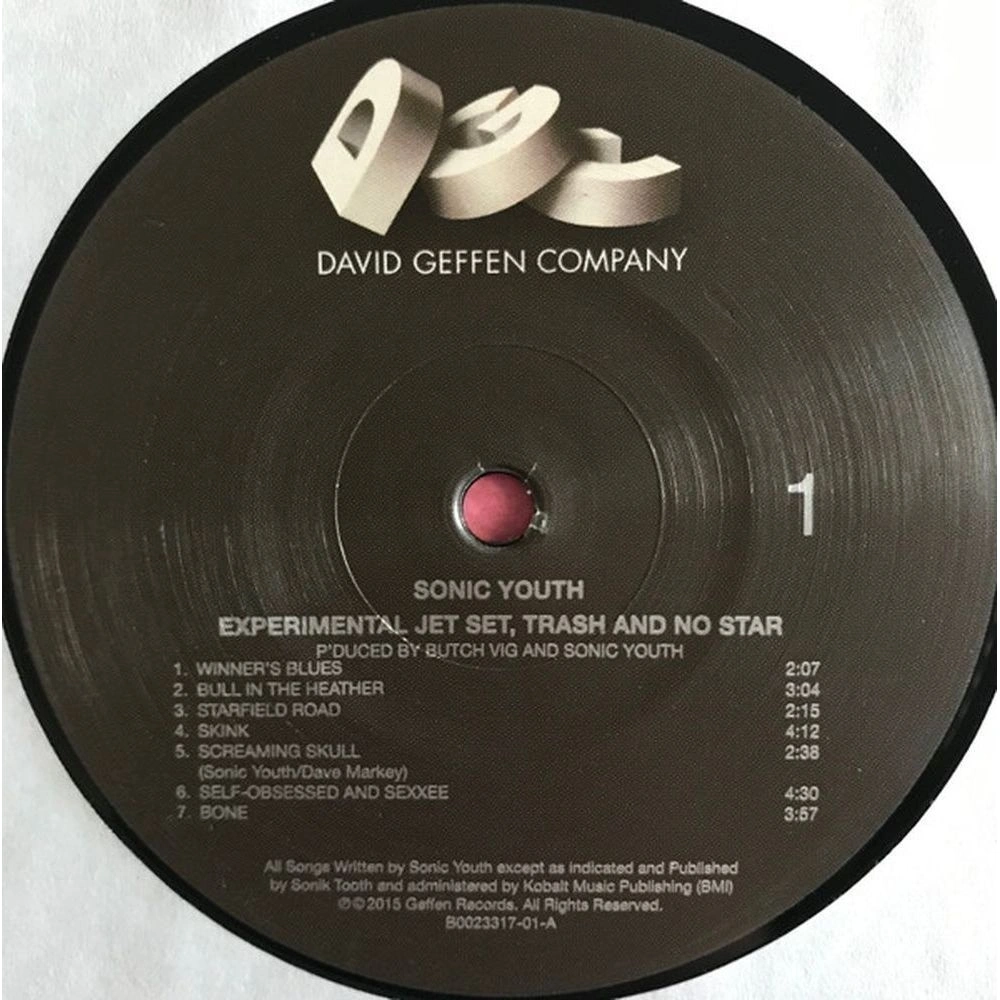 DGC
DAVID GEFFEN COMPANY
1
SONIC YOUTH
EXPERIMENTAL JET SET, TRASH AND NO STAR
P'DUCED BY BUTCH VIG AND SONIC YOUTH
1. WINNER'S BLUES 2:07
2. BULL IN THE HEATHER 3:04
3. STARFIELD ROAD 2:15
4. SKINK 4:12
5. SCREAMING SKULL 2:38
(Sonic Youth/Dave Markey)
6. SELF-OBSESSED AND SEXXEE 4:30
7. BONE 3:57
All Songs Written by Sonic Youth except as indicated and Published
by Sonik Tooth and administered by Kobalt Music Publishing (BMI)
℗©2015 Geffen Records. All Rights Reserved.
B0023317-01-A